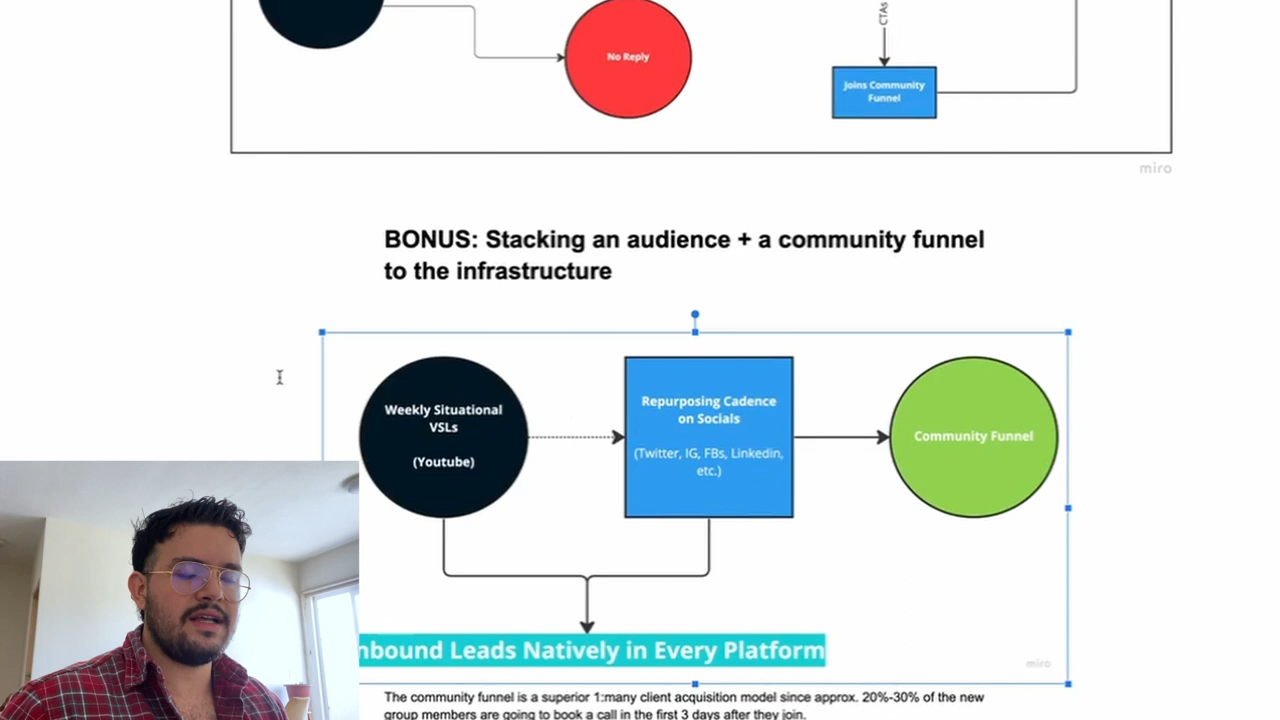 CTAs
No Reply
Joins Community
Funnel
miro
BONUS: Stacking an audience + a community funnel
to the infrastructure
Weekly Situational
VSLs
(Youtube)
Repurposing Cadence
on Socials
(Twitter, IG, FBs, Linkedin,
etc.)
Community Funnel
nbound Leads Natively in Every Platform
miro
The community funnel is a superior 1:many client acquisition model since approx. 20%-30% of the new
group members are going to book a call in the first 3 days after they join.